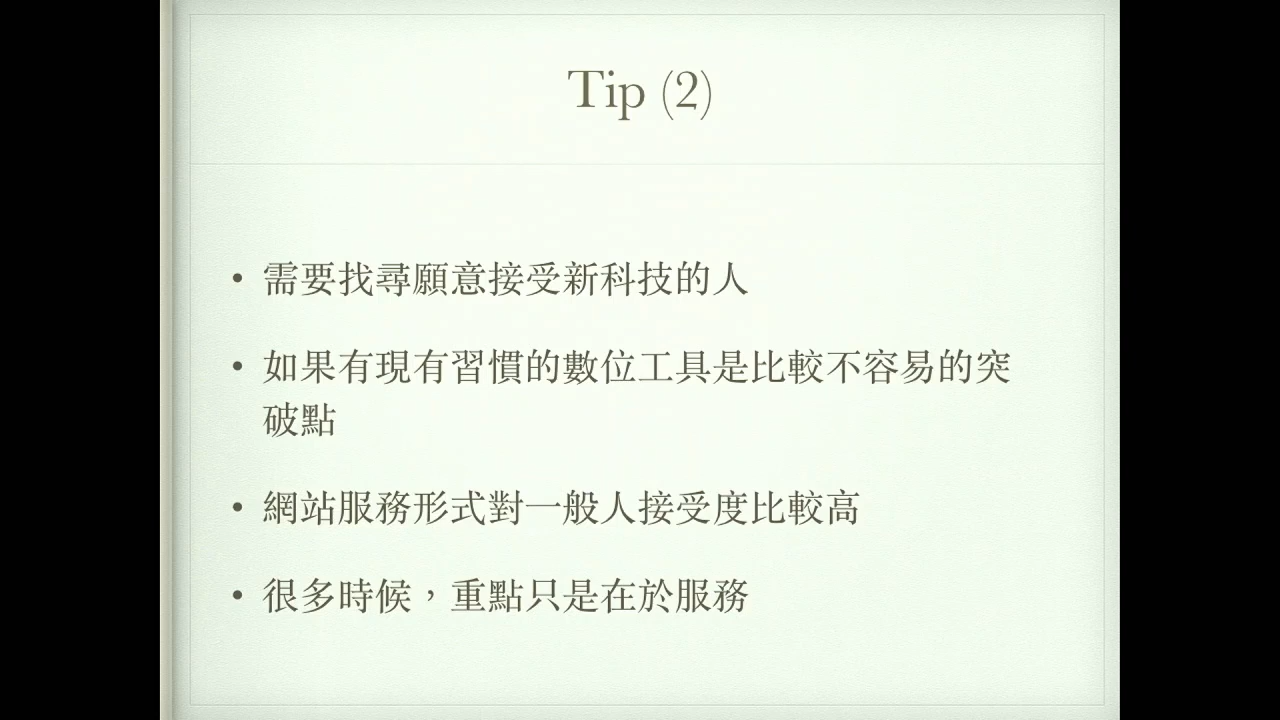 Tip (2)
• 需要找尋願意接受新科技的人
• 如果有現有習慣的數位工具是比較不容易的突
破點
• 網站服務形式對一般人接受度比較高
• 很多時候，重點只是在於服務